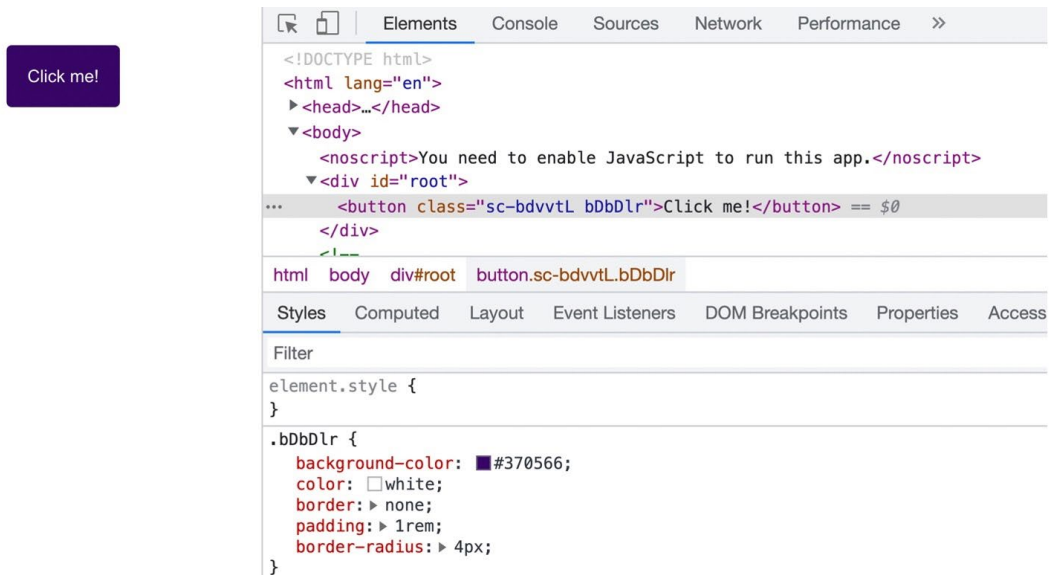 Elements Console Sources Network Performance »
Click me!
<!DOCTYPE html>
<html lang="en">
<head>…</head>
<body>
<noscript>You need to enable JavaScript to run this app.</noscript>
<div id="root">
<button class="sc-bdvvtL bDbDlr">Click me!</button> == $0
</div>
<!--
html body div#root button.sc-bdvvtL.bDbDlr
Styles Computed Layout Event Listeners DOM Breakpoints Properties Access
Filter
element.style {
}
.bDbDlr {
background-color: #370566;
color: white;
border: none;
padding: 1rem;
border-radius: 4px;
}